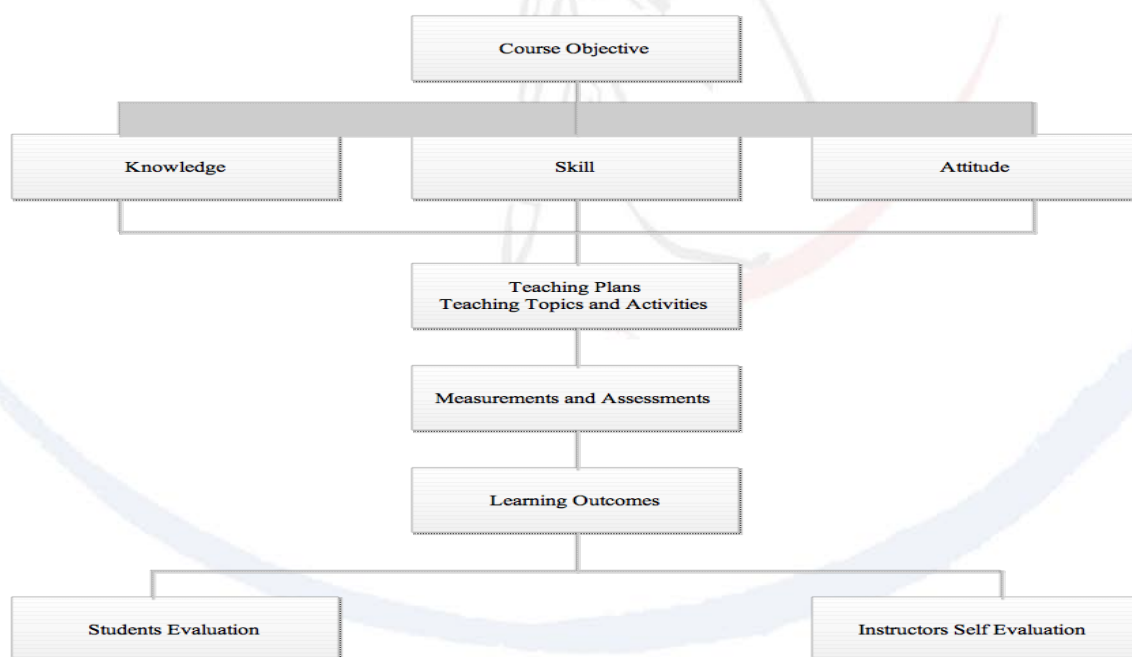 Course Objective
Knowledge
Skill
Attitude
Teaching Plans
Teaching Topics and Activities
Measurements and Assessments
Learning Outcomes
Students Evaluation
Instructors Self Evaluation